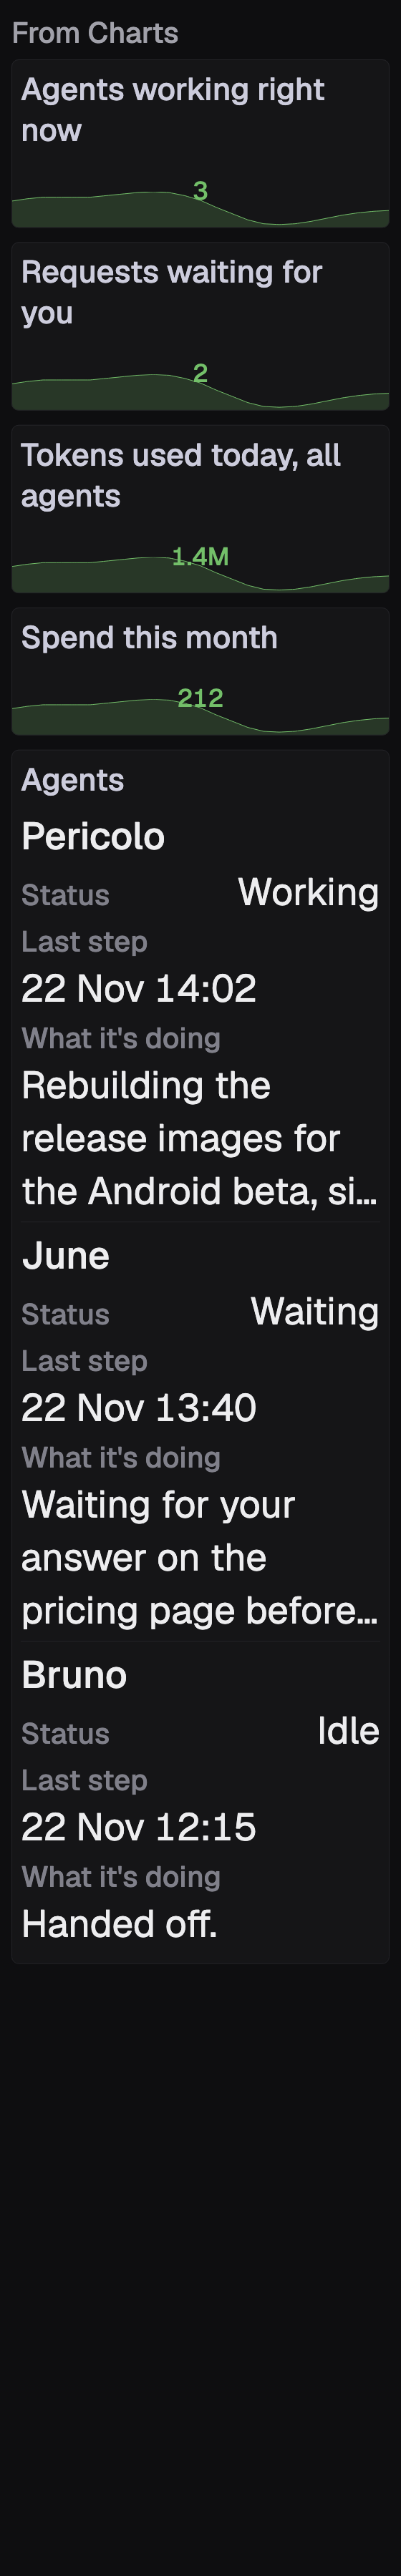 From Charts
Agents working right
now
3
Requests waiting for
you
2
Tokens used today, all
agents
1.4M
Spend this month
212
Agents
Pericolo
Status Working
Last step
22 Nov 14:02
What it's doing
Rebuilding the
release images for
the Android beta, si...
June
Status Waiting
Last step
22 Nov 13:40
What it's doing
Waiting for your
answer on the
pricing page before...
Bruno
Status Idle
Last step
22 Nov 12:15
What it's doing
Handed off.